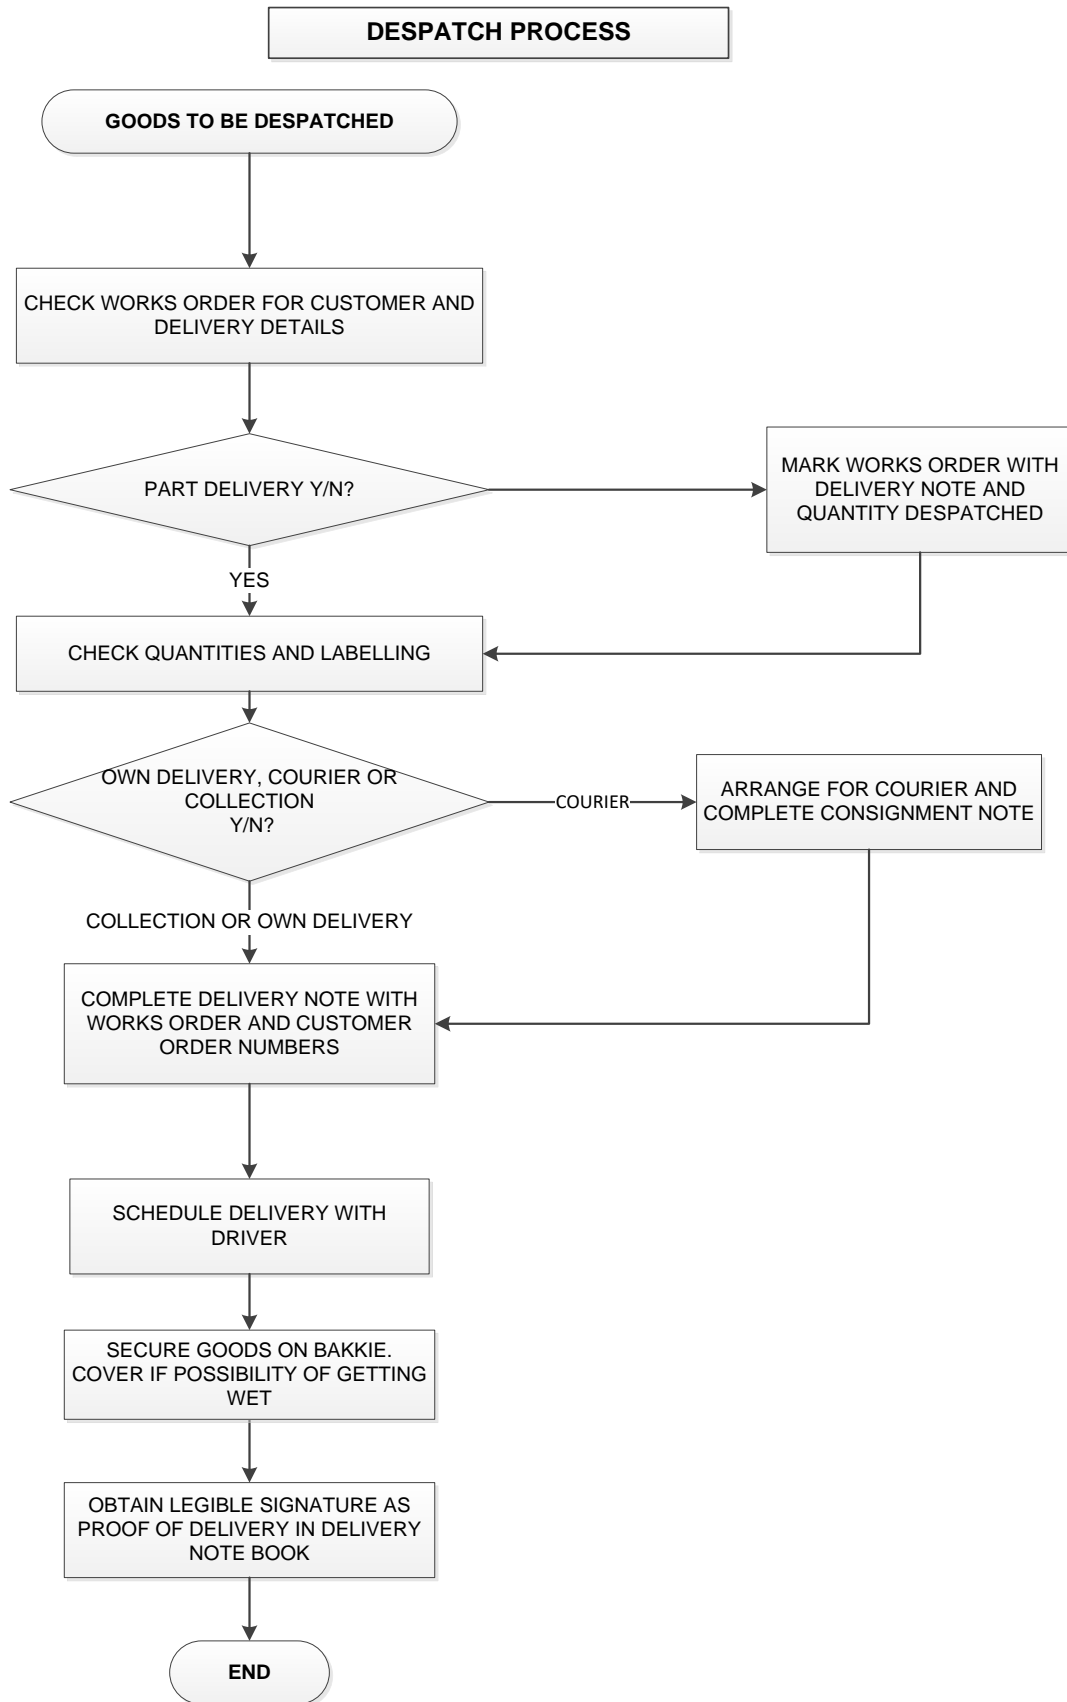 DESPATCH PROCESS
GOODS TO BE DESPATCHED
CHECK WORKS ORDER FOR CUSTOMER AND
DELIVERY DETAILS
PART DELIVERY Y/N?
MARK WORKS ORDER WITH
DELIVERY NOTE AND
QUANTITY DESPATCHED
YES
CHECK QUANTITIES AND LABELLING
OWN DELIVERY, COURIER OR
COLLECTION
Y/N?
COURIER
ARRANGE FOR COURIER AND
COMPLETE CONSIGNMENT NOTE
COLLECTION OR OWN DELIVERY
COMPLETE DELIVERY NOTE WITH
WORKS ORDER AND CUSTOMER
ORDER NUMBERS
SCHEDULE DELIVERY WITH
DRIVER
SECURE GOODS ON BAKKIE.
COVER IF POSSIBILITY OF GETTING
WET
OBTAIN LEGIBLE SIGNATURE AS
PROOF OF DELIVERY IN DELIVERY
NOTE BOOK
END